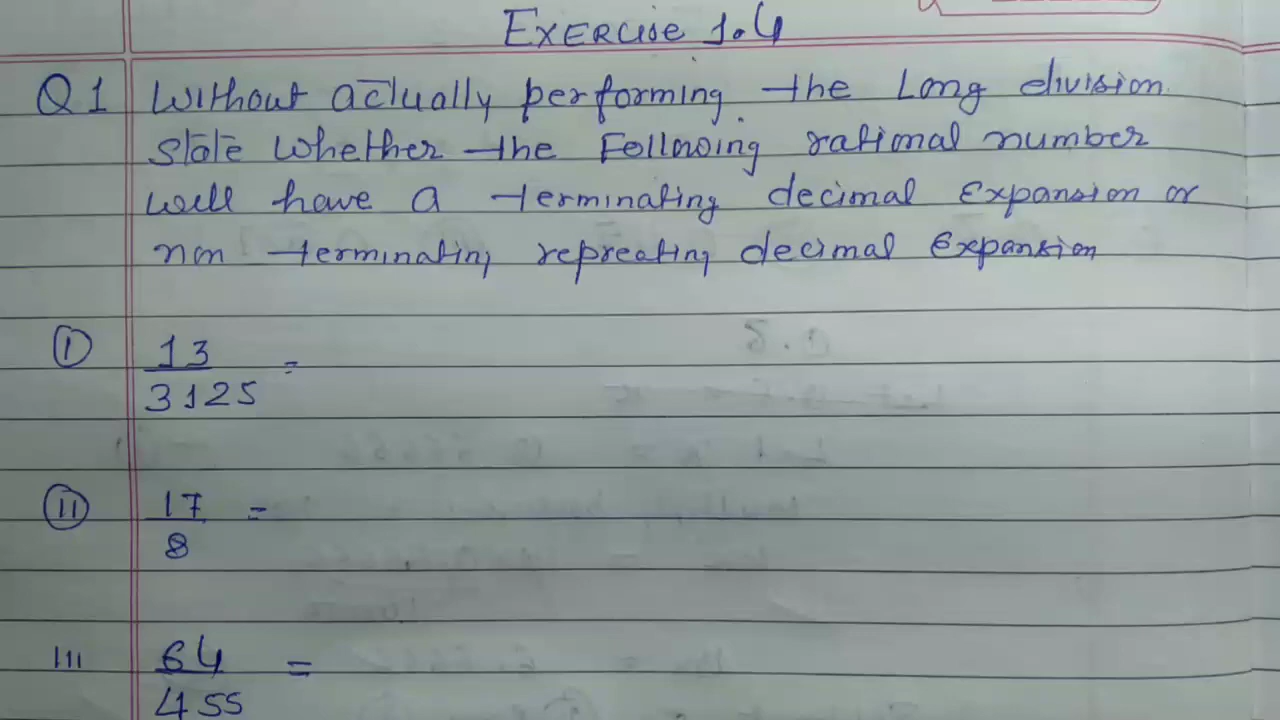 Exercise 1.4
Q1 Without actually performing the Long division
state whether the Following rational number
will have a terminating decimal expansion or
non terminating repreating decimal expansion
i 13
3125 =
ii 17
8 =
iii 64
455 =